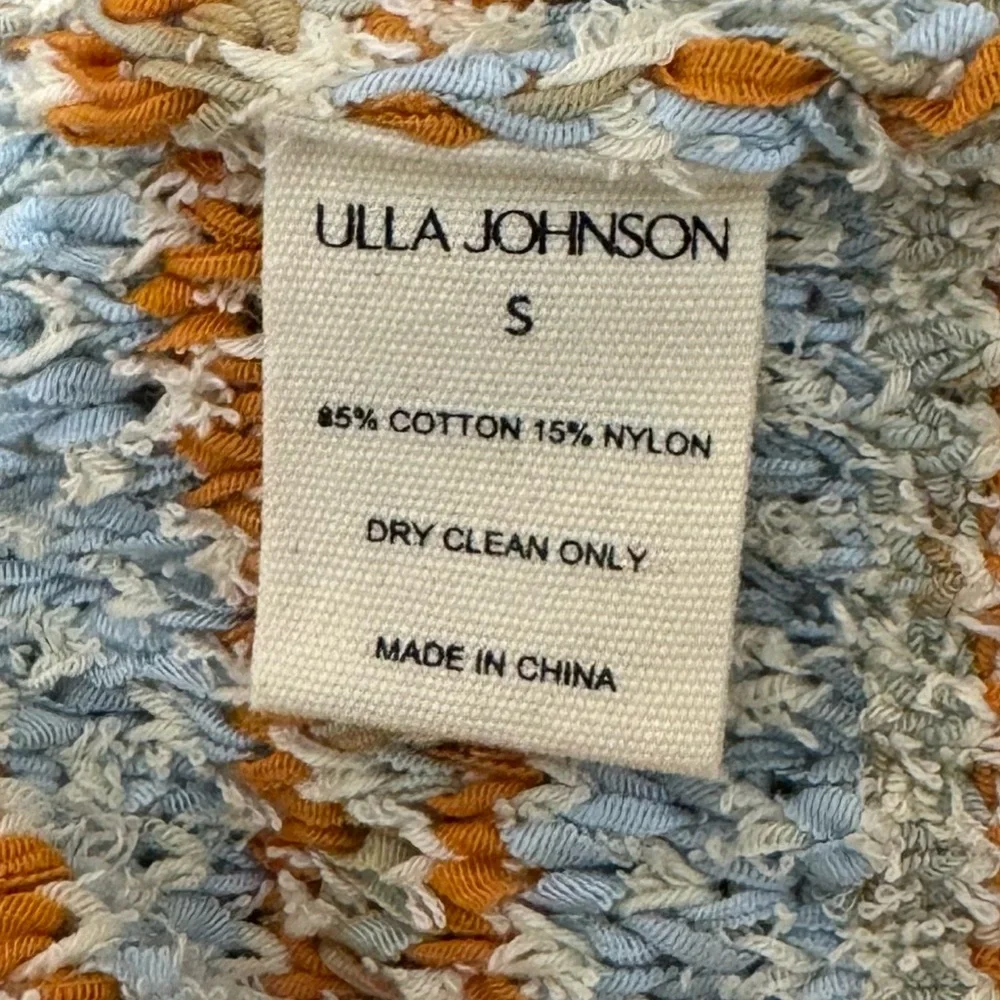 ULLA JOHNSON
S
85% COTTON 15% NYLON
DRY CLEAN ONLY
MADE IN CHINA